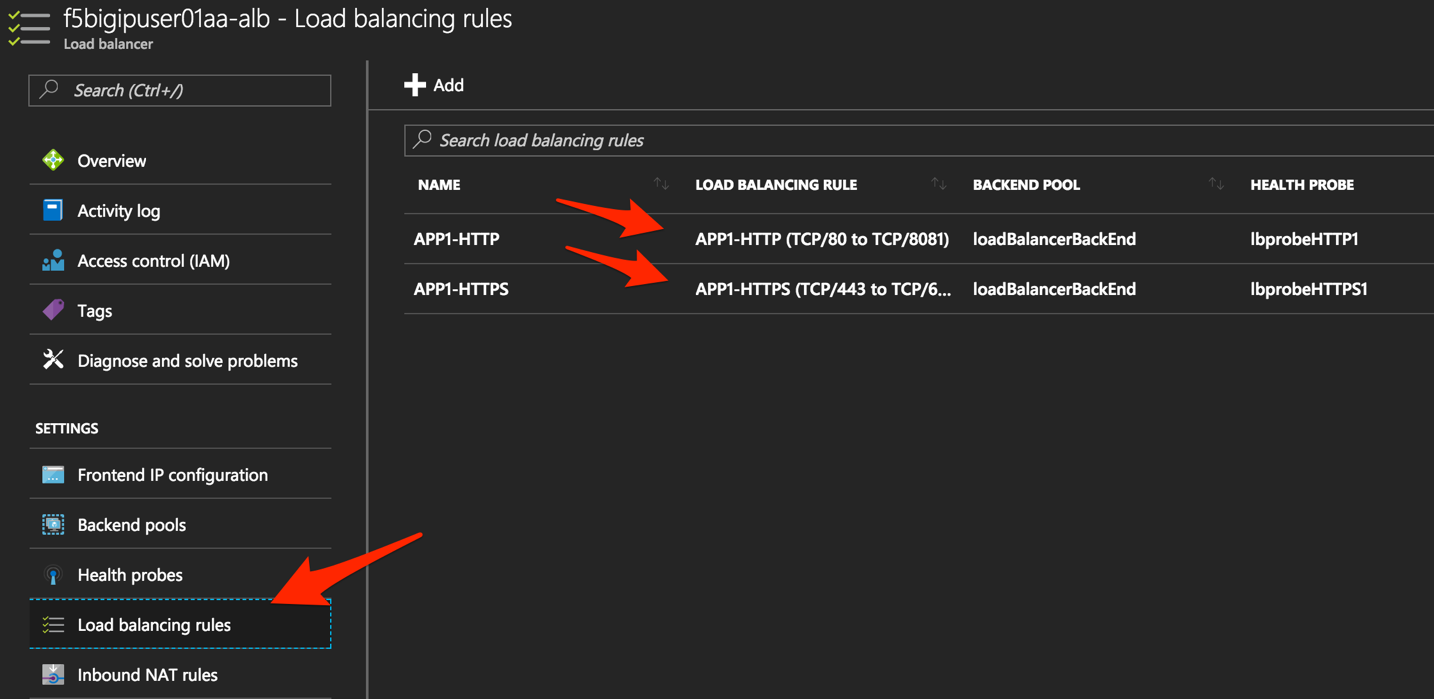 f5bigipuser01aa-alb - Load balancing rules
Load balancer
Search (Ctrl+/)
Overview
Activity log
Access control (IAM)
Tags
Diagnose and solve problems
SETTINGS
Frontend IP configuration
Backend pools
Health probes
Load balancing rules
Inbound NAT rules
Add
Search load balancing rules
NAME LOAD BALANCING RULE BACKEND POOL HEALTH PROBE
APP1-HTTP APP1-HTTP (TCP/80 to TCP/8081) loadBalancerBackEnd lbprobeHTTP1
APP1-HTTPS APP1-HTTPS (TCP/443 to TCP/6... loadBalancerBackEnd lbprobeHTTPS1